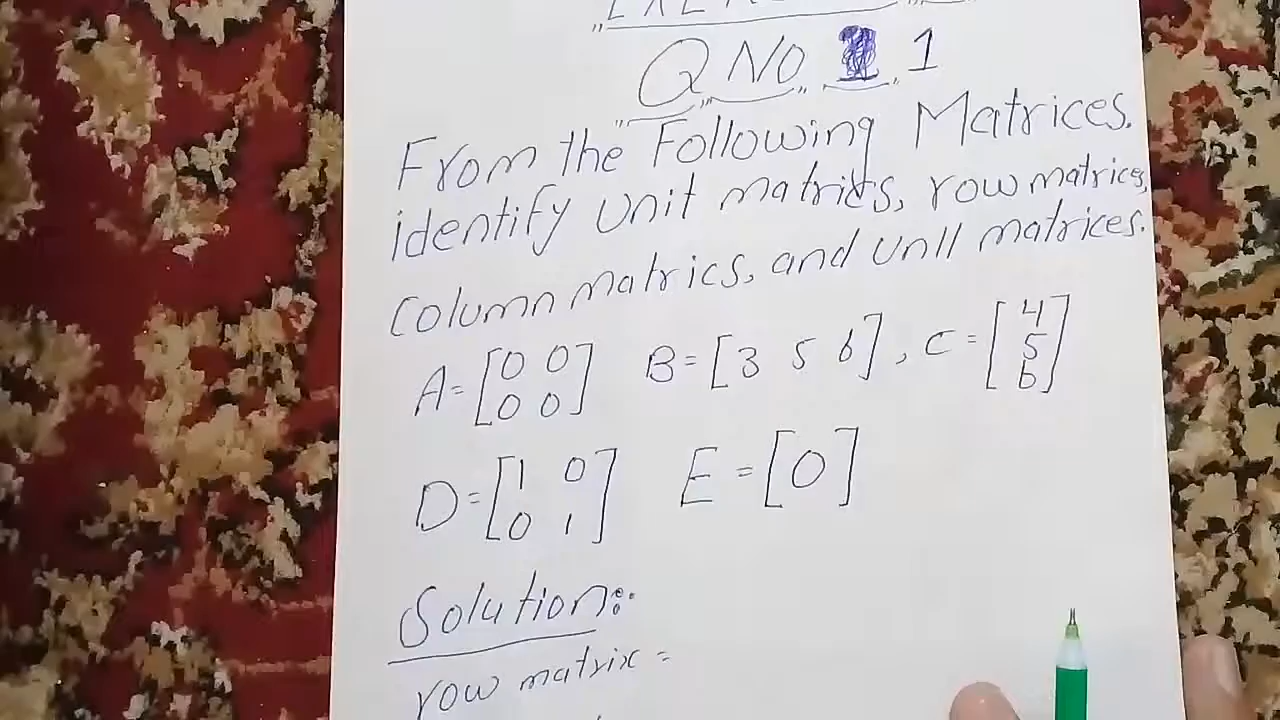 Q NO 1
From the Following Matrices.
identify unit matrics, row matrics,
Column matrics, and unll matrices.
A=[0 0 0 0] B=[3 5 6], C=[4 5 6]
D=[1 0 0 1] E=[0]
Solution:
row matrix =